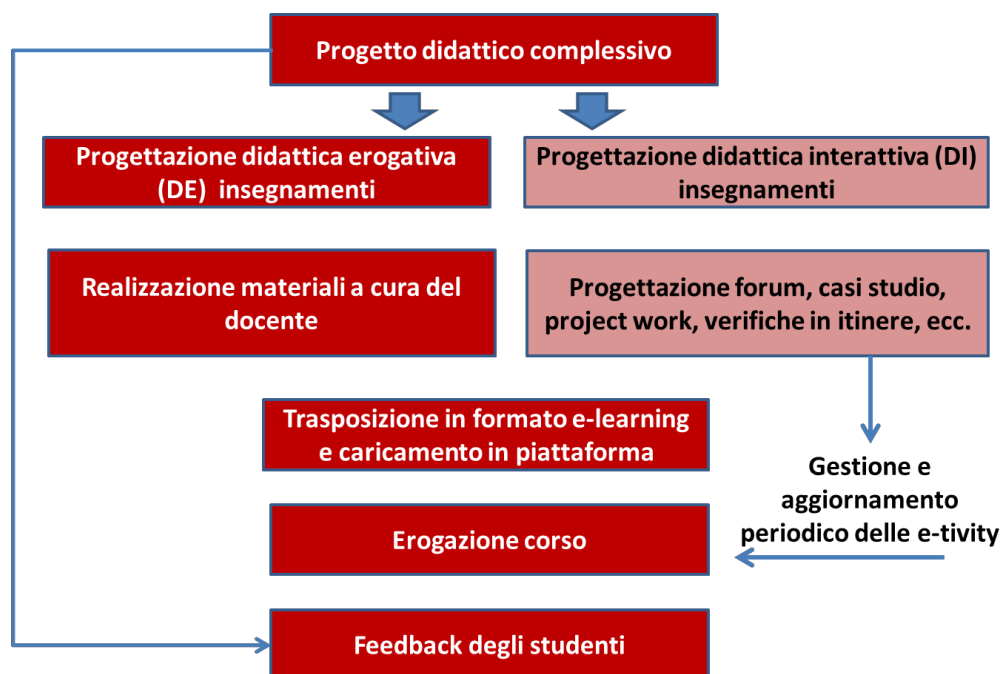 Progetto didattico complessivo
Progettazione didattica erogativa
(DE) insegnamenti
Progettazione didattica interattiva (DI)
insegnamenti
Realizzazione materiali a cura del
docente
Progettazione forum, casi studio,
project work, verifiche in itinere, ecc.
Trasposizione in formato e-learning
e caricamento in piattaforma
Gestione e
aggiornamento
periodico delle e-tivity
Erogazione corso
Feedback degli studenti